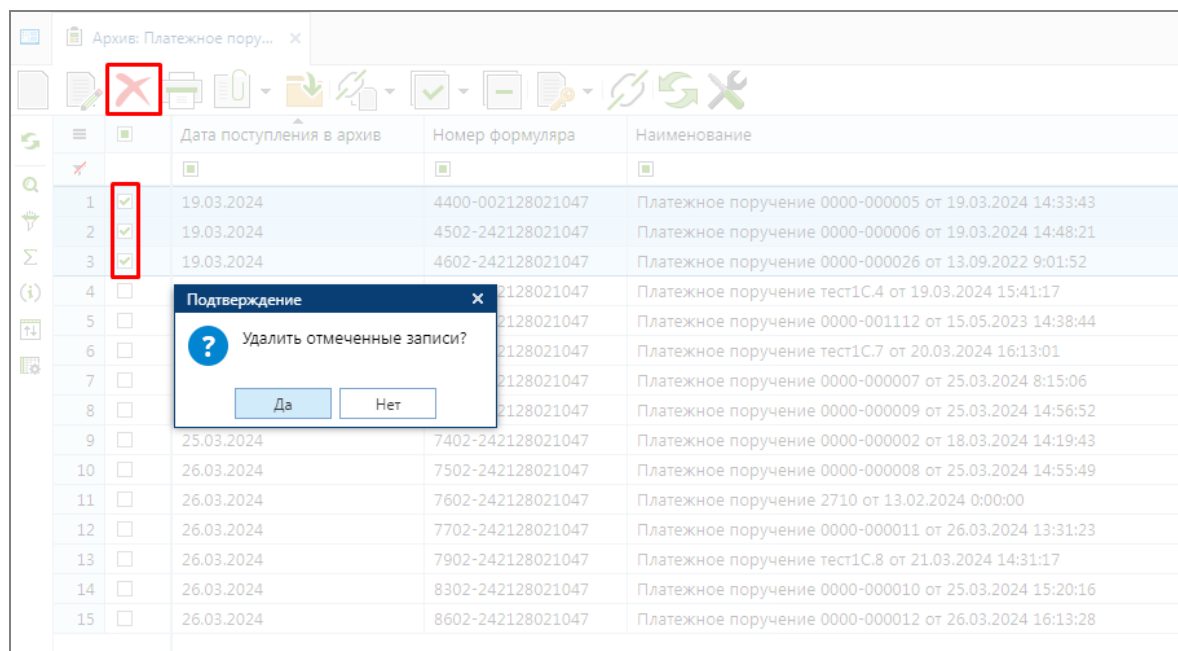 Архив: Платежное пору... ×
Дата поступления в архив Номер формуляра Наименование
1 19.03.2024 4400-002128021047 Платежное поручение 0000-000005 от 19.03.2024 14:33:43
2 19.03.2024 4502-242128021047 Платежное поручение 0000-000006 от 19.03.2024 14:48:21
3 19.03.2024 4602-242128021047 Платежное поручение 0000-000026 от 13.09.2022 9:01:52
4 2128021047 Платежное поручение тест1С.4 от 19.03.2024 15:41:17
5 2128021047 Платежное поручение 0000-001112 от 15.05.2023 14:38:44
6 2128021047 Платежное поручение тест1С.7 от 20.03.2024 16:13:01
7 2128021047 Платежное поручение 0000-000007 от 25.03.2024 8:15:06
8 2128021047 Платежное поручение 0000-000009 от 25.03.2024 14:56:52
Подтверждение ×
? Удалить отмеченные записи?
Да Нет
9 25.03.2024 7402-242128021047 Платежное поручение 0000-000002 от 18.03.2024 14:19:43
10 26.03.2024 7502-242128021047 Платежное поручение 0000-000008 от 25.03.2024 14:55:49
11 26.03.2024 7602-242128021047 Платежное поручение 2710 от 13.02.2024 0:00:00
12 26.03.2024 7702-242128021047 Платежное поручение 0000-000011 от 26.03.2024 13:31:23
13 26.03.2024 7902-242128021047 Платежное поручение тест1С.8 от 21.03.2024 14:31:17
14 26.03.2024 8302-242128021047 Платежное поручение 0000-000010 от 25.03.2024 15:20:16
15 26.03.2024 8602-242128021047 Платежное поручение 0000-000012 от 26.03.2024 16:13:28